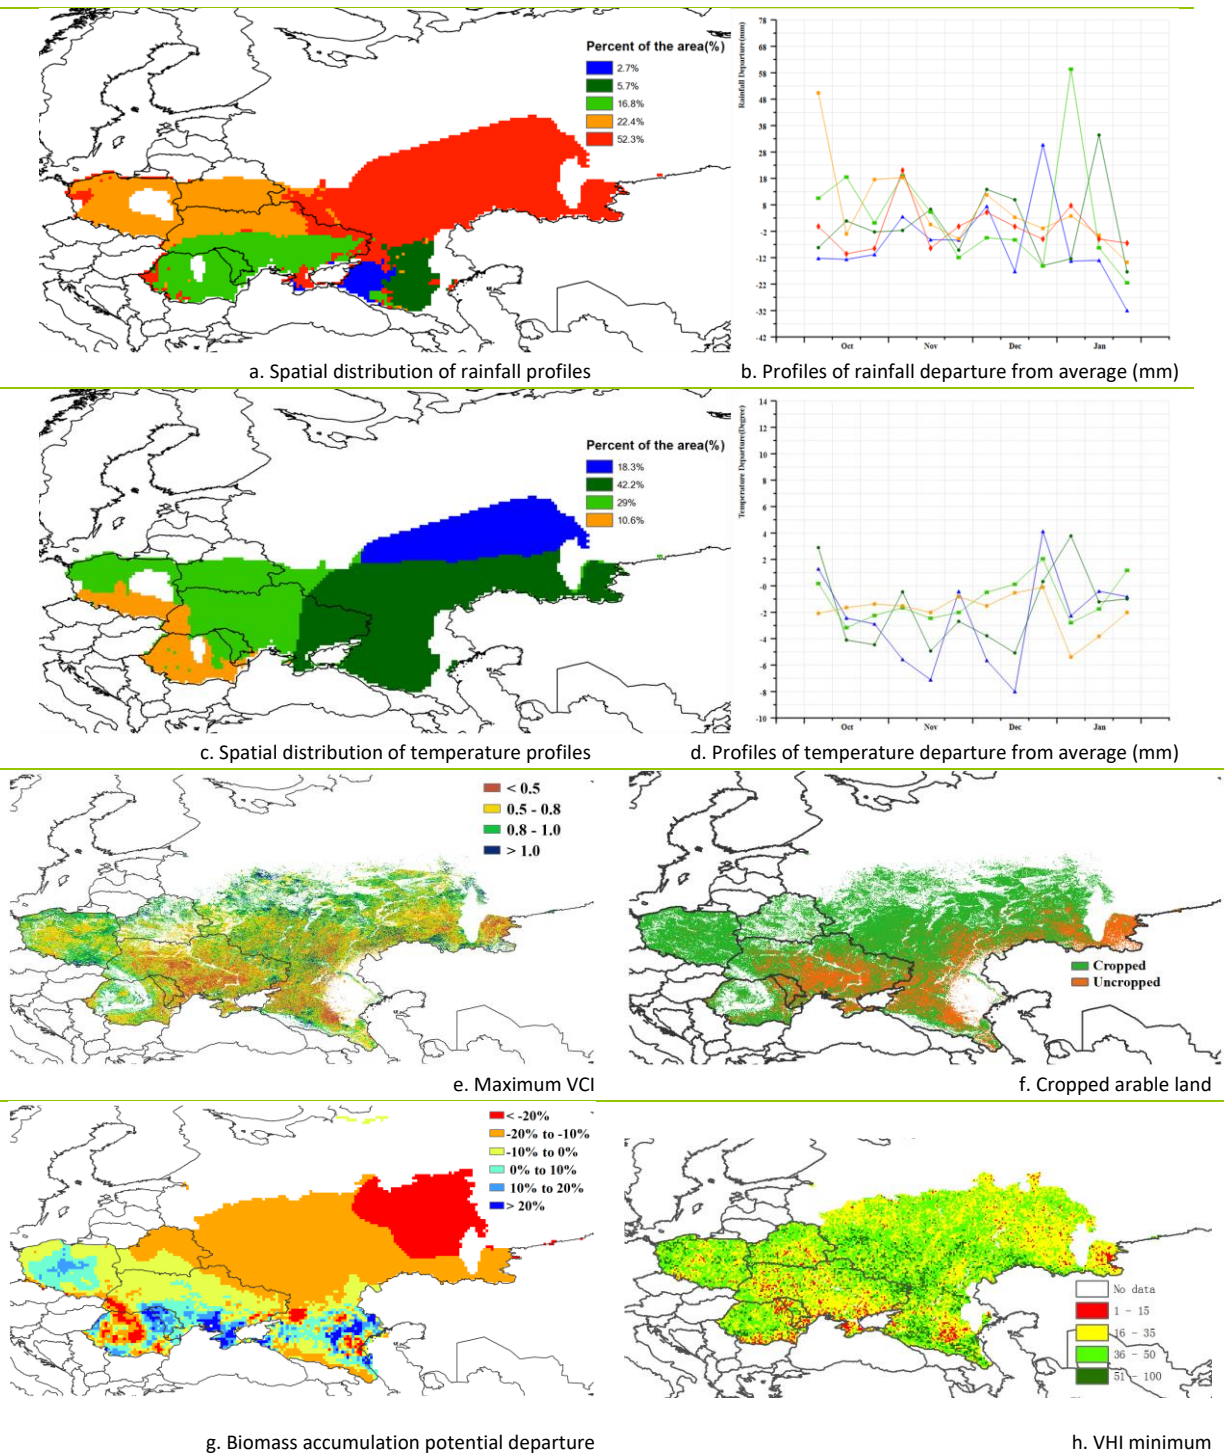 Percent of the area(%)
2.7%
5.7%
16.8%
22.4%
52.3%
Rainfall Departure(mm)
78
68
58
48
38
28
18
8
-2
-12
-22
-32
-42
Oct
Nov
Dec
Jan
a. Spatial distribution of rainfall profiles
b. Profiles of rainfall departure from average (mm)
Percent of the area(%)
18.3%
42.2%
29%
10.6%
Temperature Departure(Degree)
14
12
10
8
6
4
2
-0
-2
-4
-6
-8
-10
Oct
Nov
Dec
Jan
c. Spatial distribution of temperature profiles
d. Profiles of temperature departure from average (mm)
< 0.5
0.5 - 0.8
0.8 - 1.0
> 1.0
Cropped
Uncropped
e. Maximum VCI
f. Cropped arable land
< -20%
-20% to -10%
-10% to 0%
0% to 10%
10% to 20%
> 20%
No data
1 - 15
16 - 35
36 - 50
51 - 100
g. Biomass accumulation potential departure
h. VHI minimum